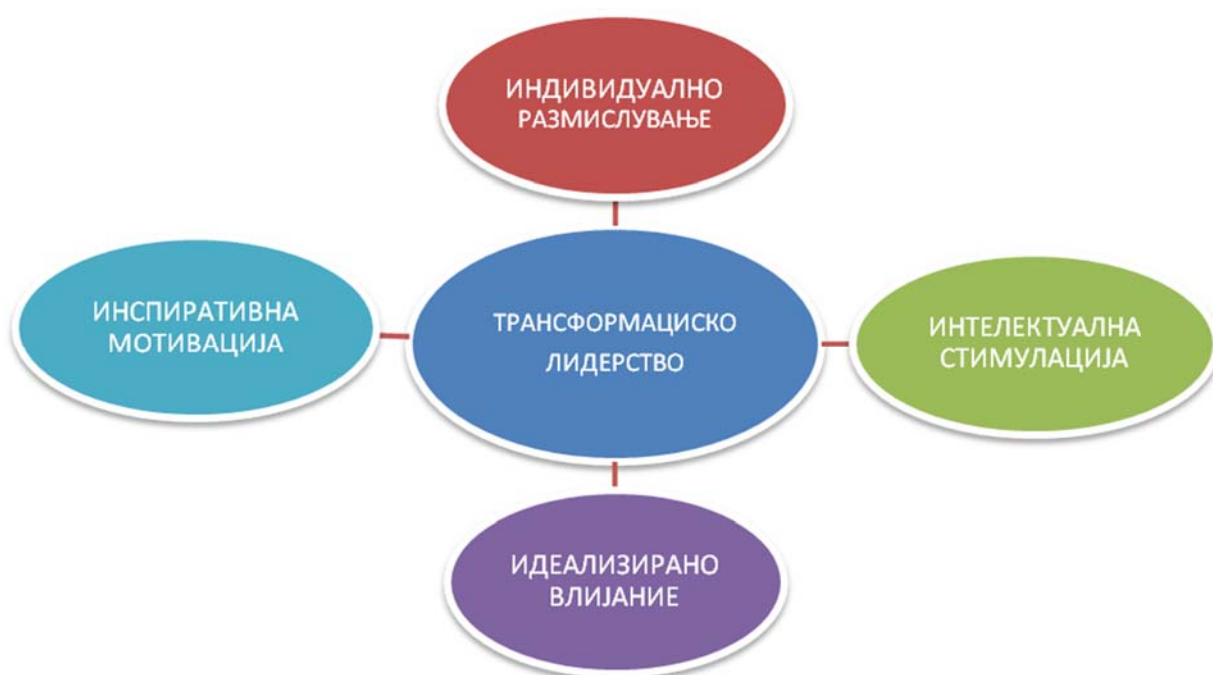 ИНДИВИДУАЛНО
РАЗМИСЛУВАЊЕ
ИНСПИРАТИВНА
МОТИВАЦИЈА
ТРАНСФОРМАЦИСКО
ЛИДЕРСТВО
ИНТЕЛЕКТУАЛНА
СТИМУЛАЦИЈА
ИДЕАЛИЗИРАНО
ВЛИЈАНИЕ